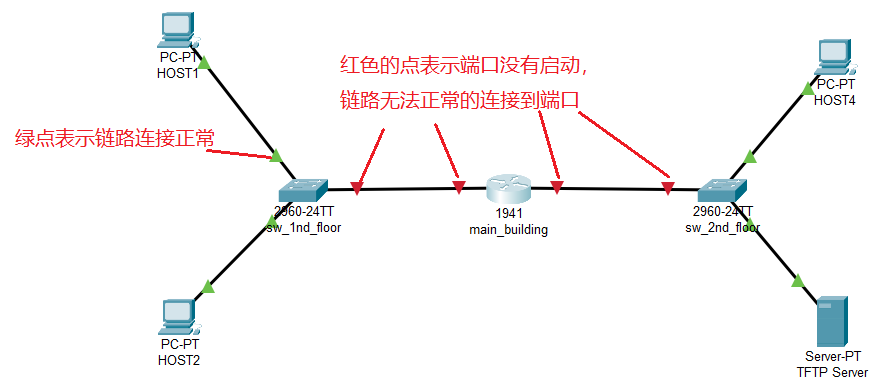 PC-PT
HOST1
红色的点表示端口没有启动，
链路无法正常的连接到端口
PC-PT
HOST4
绿点表示链路连接正常
2960-24TT
sw_1nd_floor
1941
main_building
2960-24TT
sw_2nd_floor
PC-PT
HOST2
Server-PT
TFTP Server